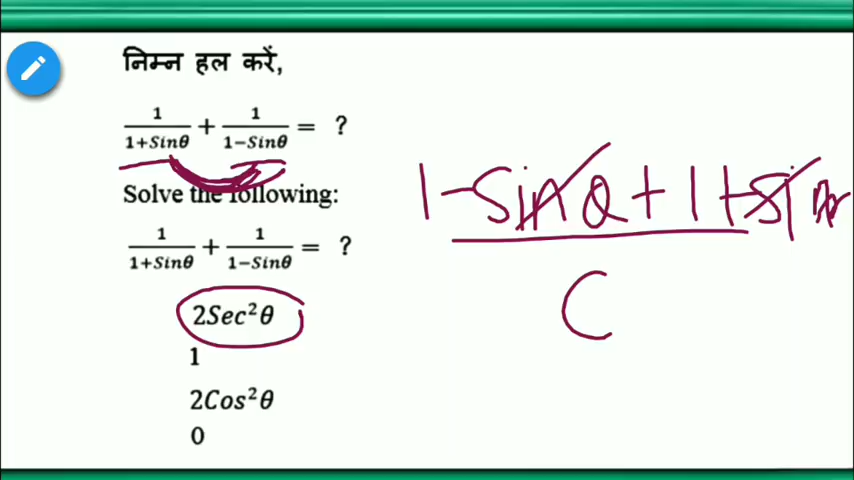 निम्न हल करें,
1/(1+Sinθ) + 1/(1−Sinθ) = ?
Solve the following:
1/(1+Sinθ) + 1/(1−Sinθ) = ?
2Sec²θ
1
2Cos²θ
0
1-sinθ+1+sin
C